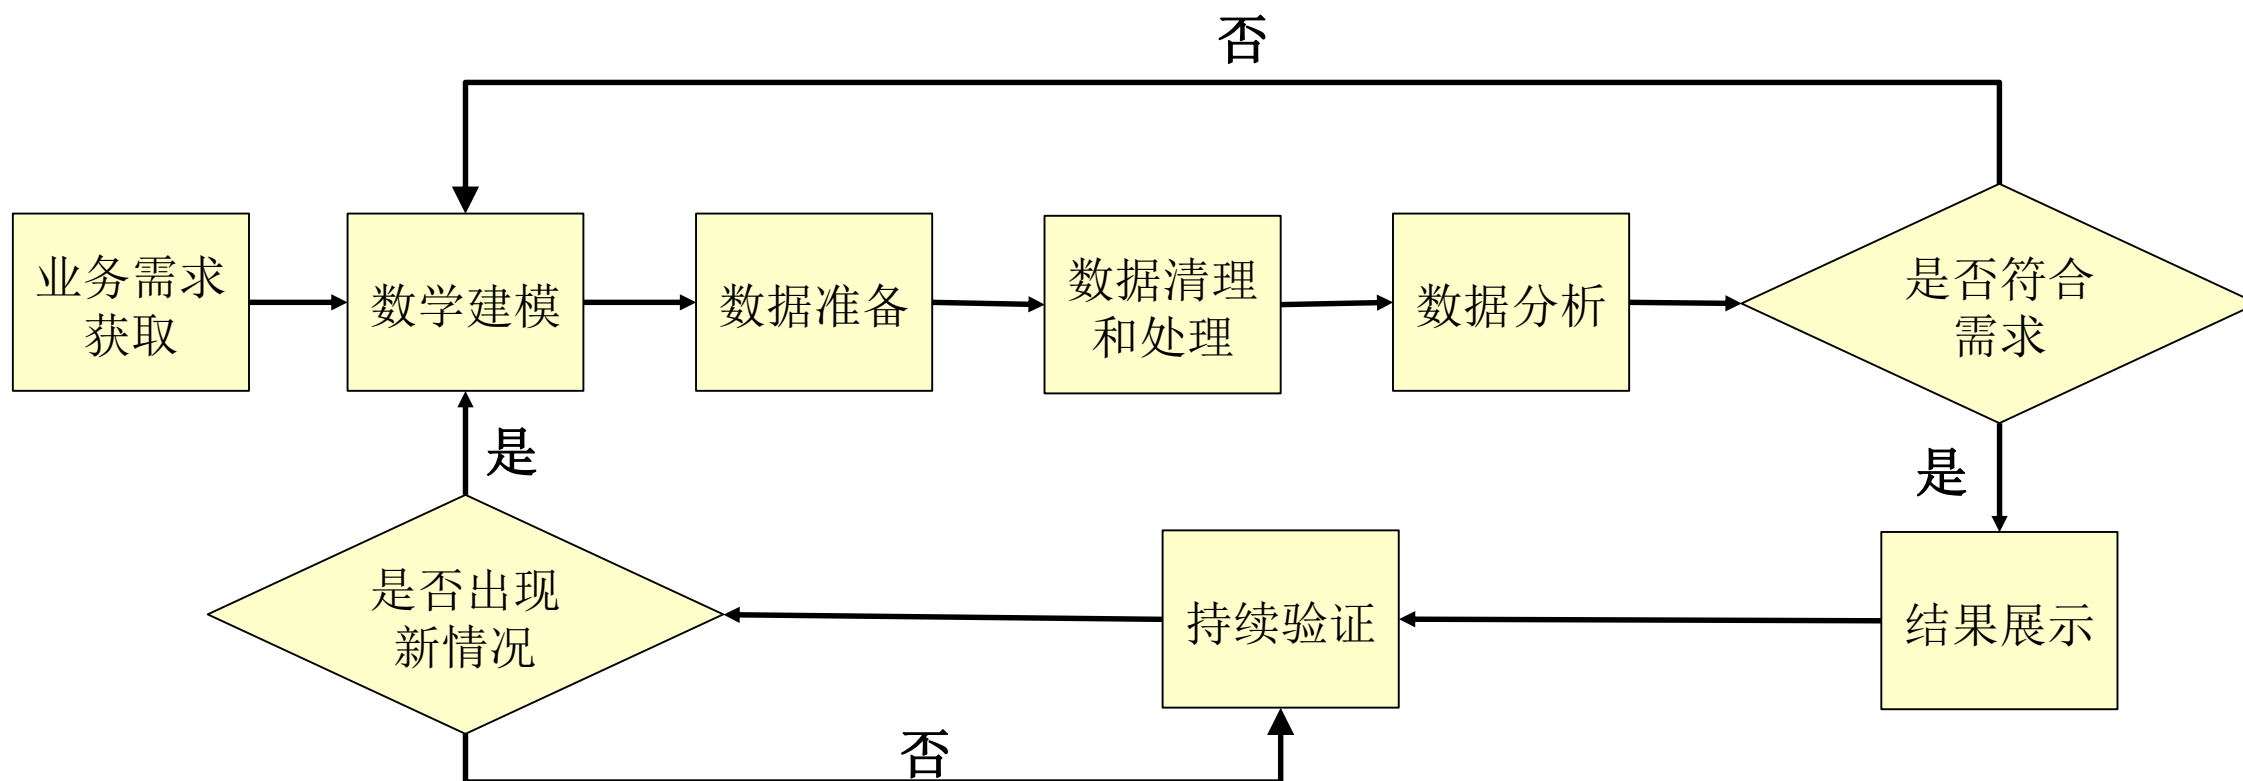 否
业务需求
获取
数学建模
数据准备
数据清理
和处理
数据分析
是否符合
需求
是
是
是否出现
新情况
持续验证
结果展示
否